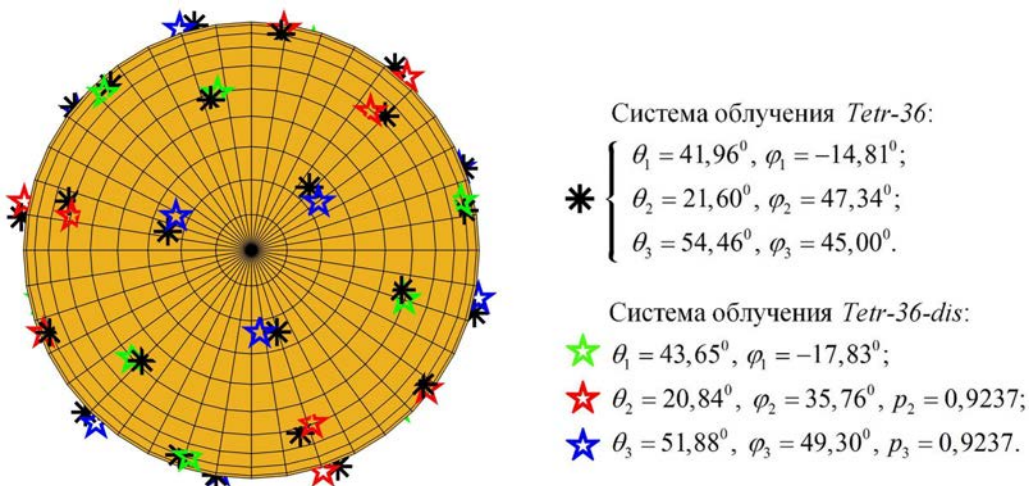 Система облучения Tetr-36:
θ₁ = 41,96⁰, φ₁ = −14,81⁰;
θ₂ = 21,60⁰, φ₂ = 47,34⁰;
θ₃ = 54,46⁰, φ₃ = 45,00⁰.
Система облучения Tetr-36-dis:
θ₁ = 43,65⁰, φ₁ = −17,83⁰;
θ₂ = 20,84⁰, φ₂ = 35,76⁰, p₂ = 0,9237;
θ₃ = 51,88⁰, φ₃ = 49,30⁰, p₃ = 0,9237.